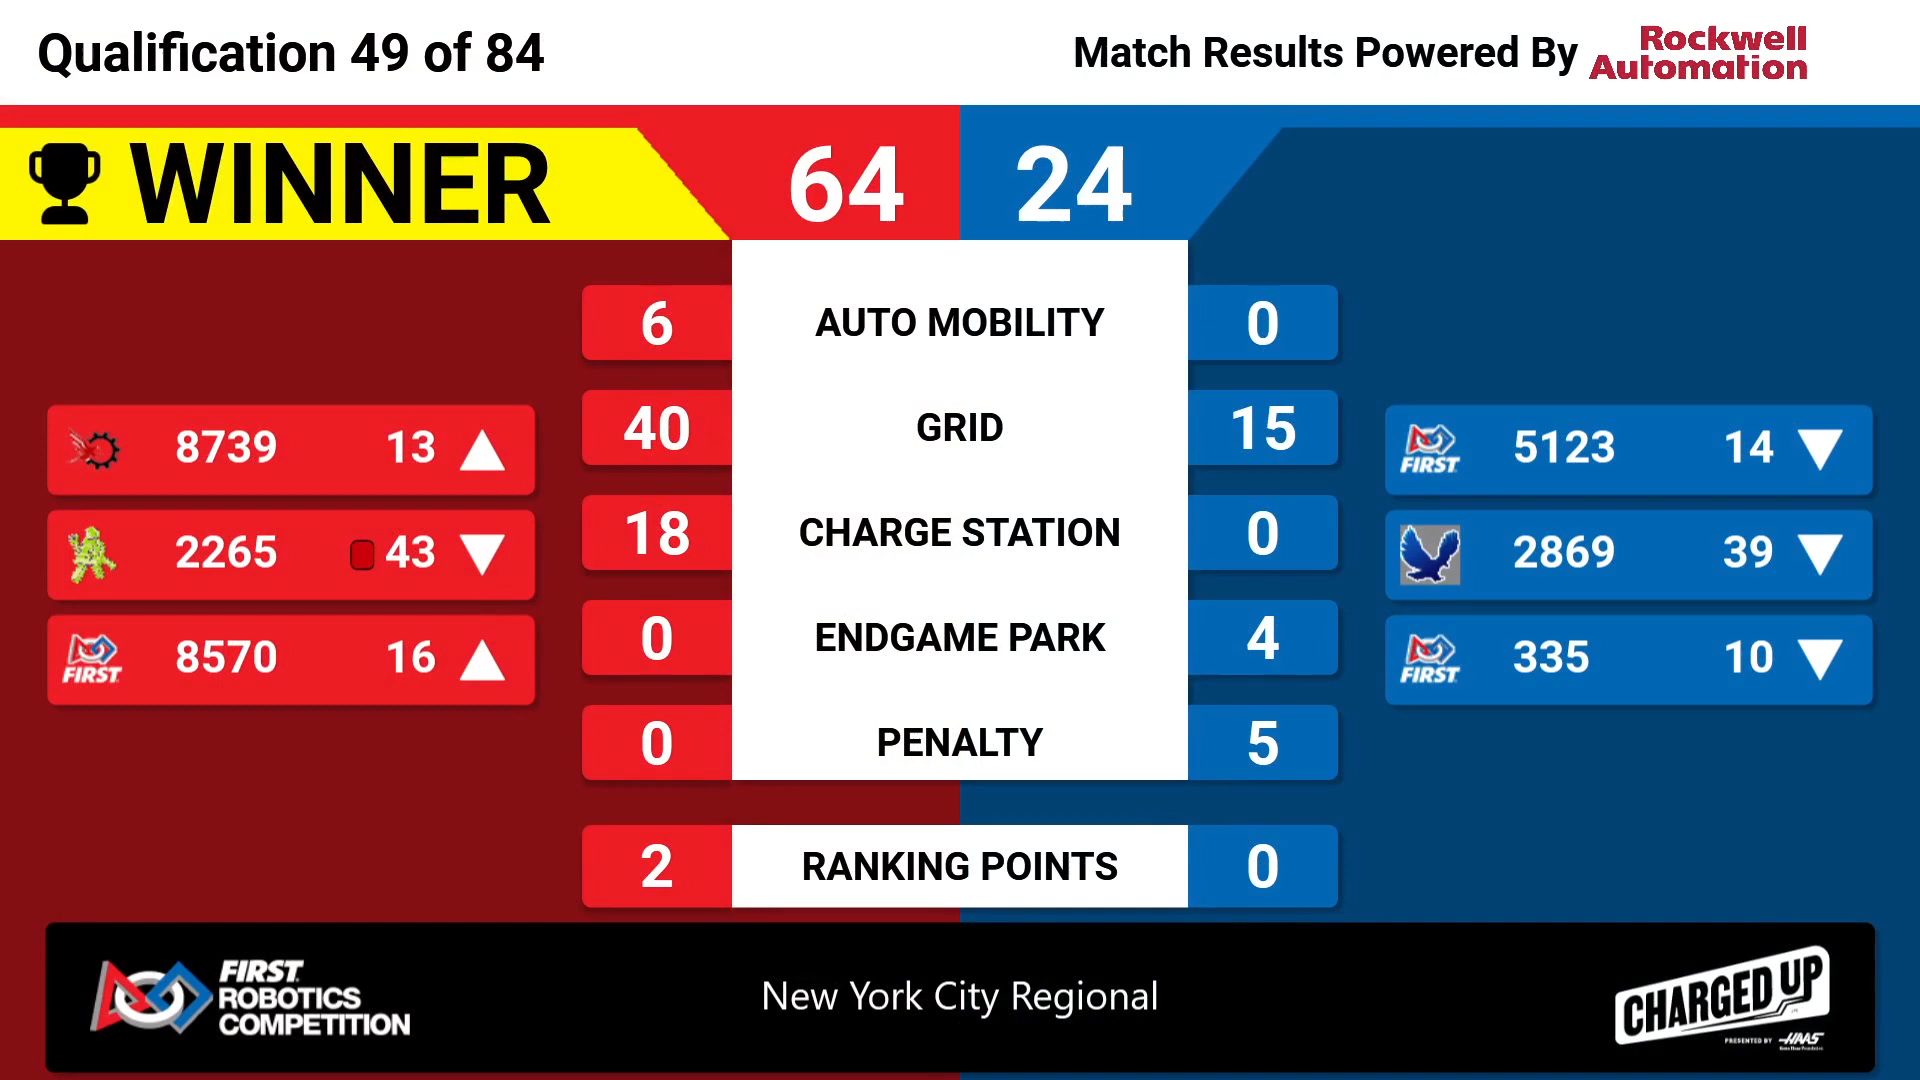 Qualification 49 of 84
Match Results Powered By Rockwell Automation
WINNER 64 24
6 AUTO MOBILITY 0
40 GRID 15
8739 13
5123 14
18 CHARGE STATION 0
2265 43
2869 39
0 ENDGAME PARK 4
8570 16
FIRST
FIRST
335 10
FIRST
0 PENALTY 5
2 RANKING POINTS 0
FIRST
ROBOTICS
COMPETITION
New York City Regional
CHARGED UP
PRESENTED BY HAAS